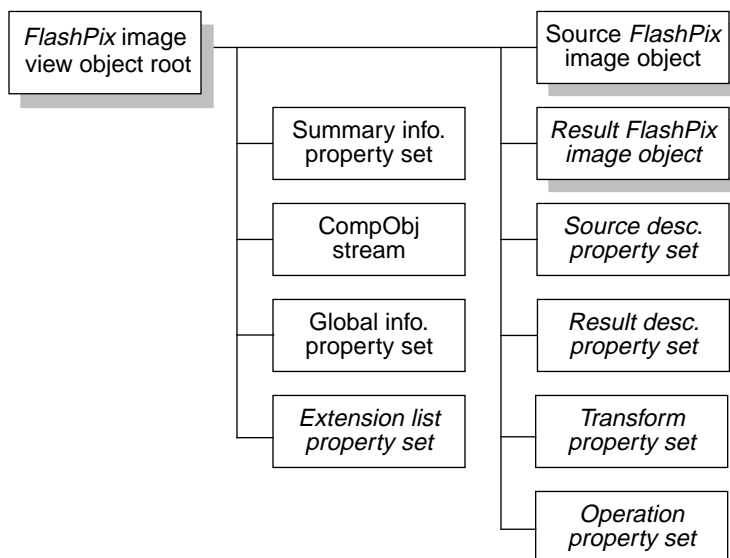 FlashPix image
view object root
Source FlashPix
image object
Summary info.
property set
Result FlashPix
image object
CompObj
stream
Source desc.
property set
Global info.
property set
Result desc.
property set
Extension list
property set
Transform
property set
Operation
property set